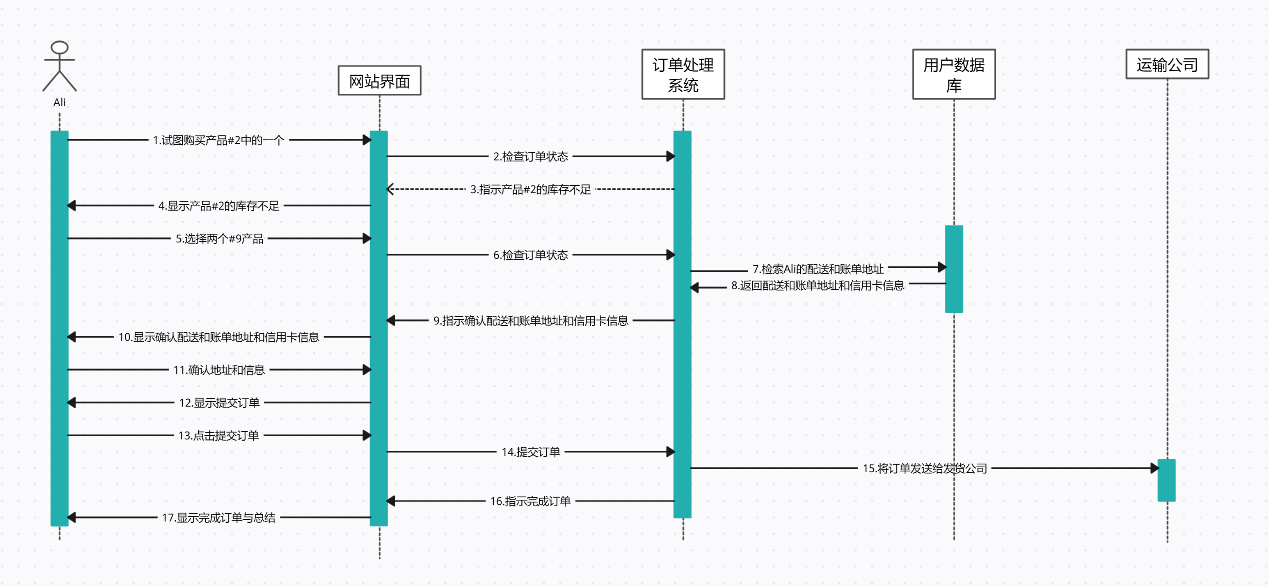 Ali
网站界面
订单处理
系统
用户数据
库
运输公司
1.试图购买产品#2中的一个
2.检查订单状态
3.指示产品#2的库存不足
4.显示产品#2的库存不足
5.选择两个#9产品
6.检查订单状态
7.检索Ali的配送和账单地址
8.返回配送和账单地址和信用卡信息
9.指示确认配送和账单地址和信用卡信息
10.显示确认配送和账单地址和信用卡信息
11.确认地址和信息
12.显示提交订单
13.点击提交订单
14.提交订单
15.将订单发送给发货公司
16.指示完成订单
17.显示完成订单与总结